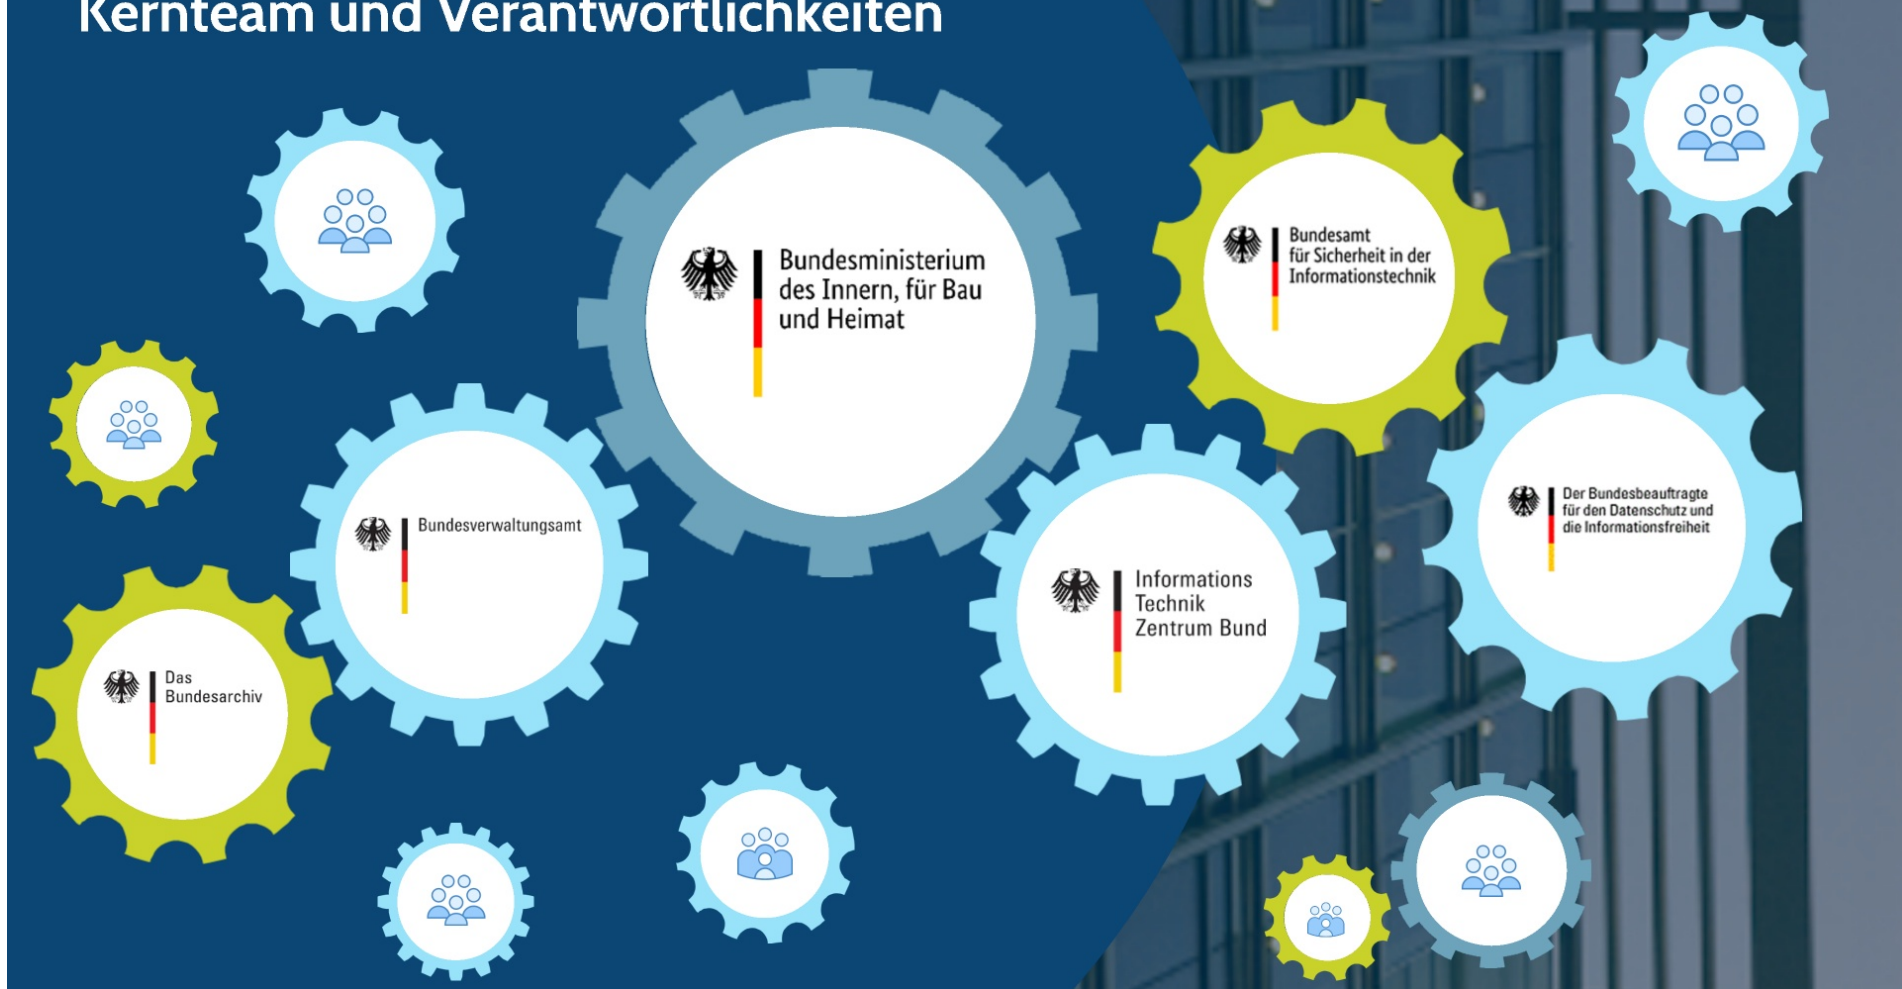 Kernteam und Verantwortlichkeiten
Bundesministerium
des Innern, für Bau
und Heimat
Bundesamt
für Sicherheit in der
Informationstechnik
Bundesverwaltungsamt
Der Bundesbeauftragte
für den Datenschutz und
die Informationsfreiheit
Informations
Technik
Zentrum Bund
Das
Bundesarchiv